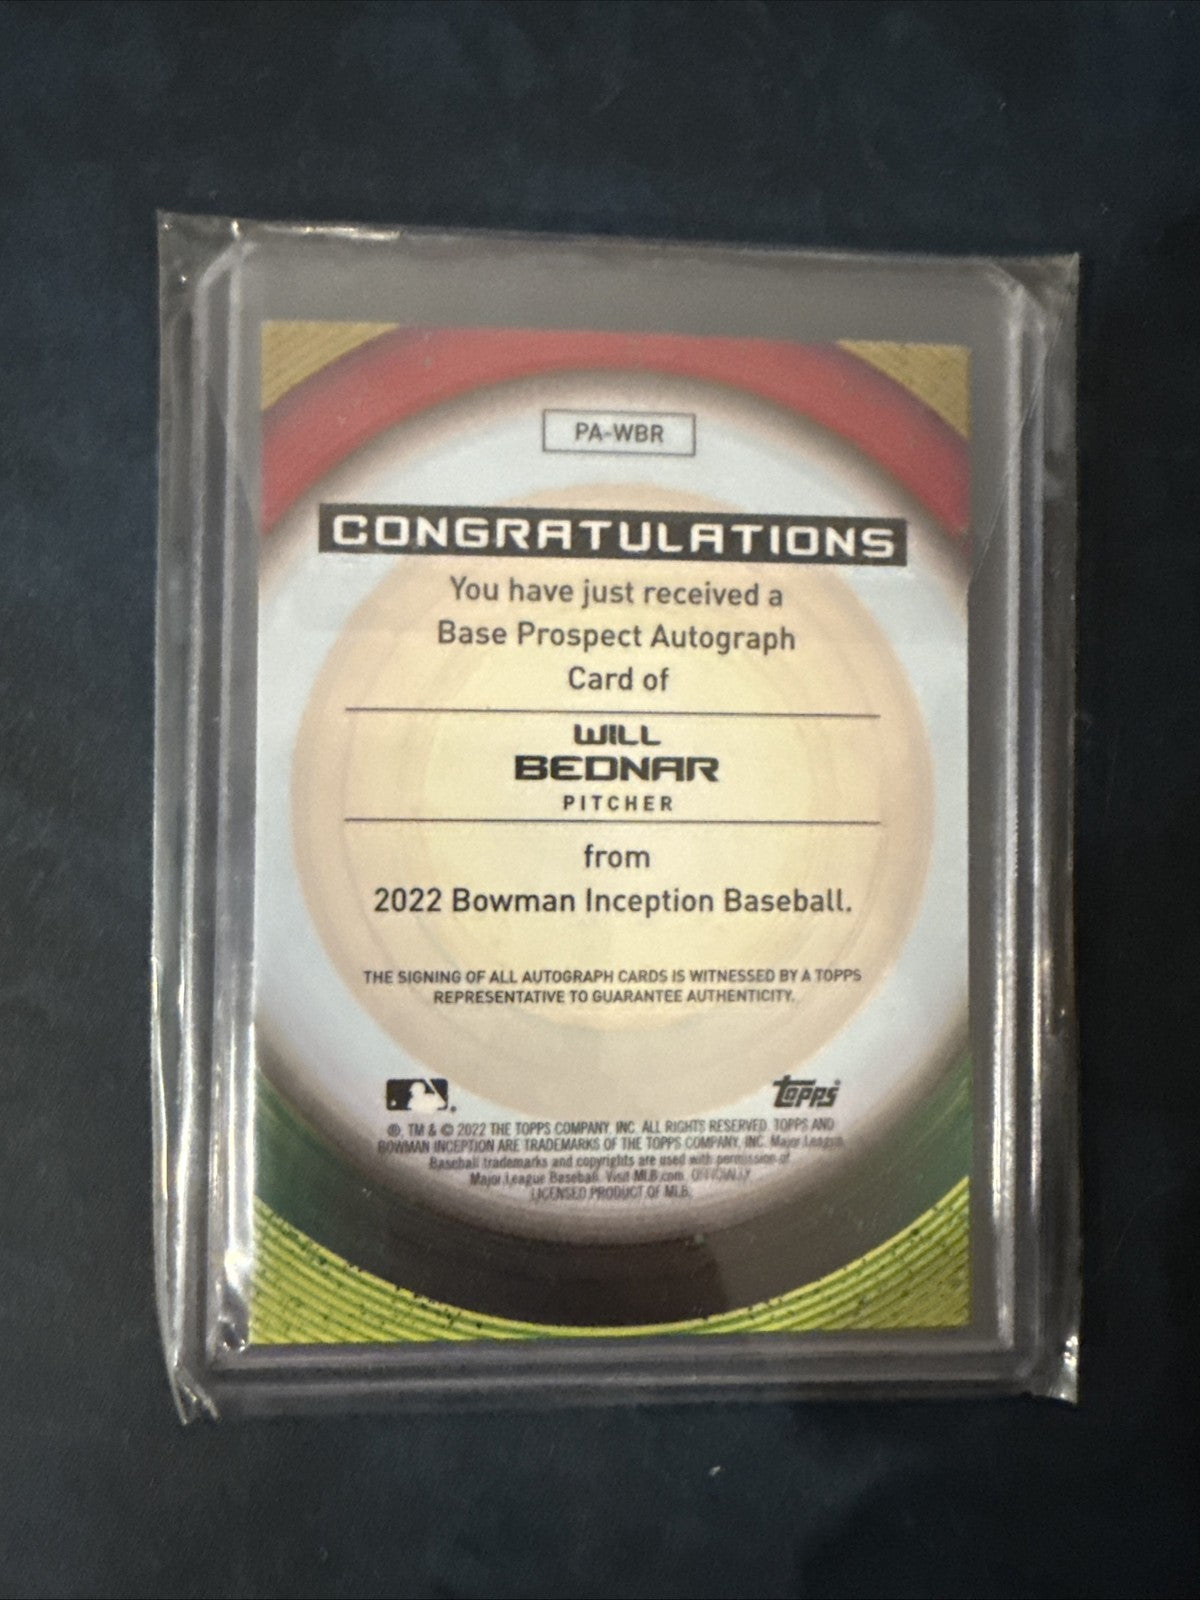 PA-WBR
CONGRATULATIONS
You have just received a
Base Prospect Autograph
Card of
WILL
BEDNAR
PITCHER
from
2022 Bowman Inception Baseball.
THE SIGNING OF ALL AUTOGRAPH CARDS IS WITNESSED BY A TOPPS
REPRESENTATIVE TO GUARANTEE AUTHENTICITY.
topps
®, TM & © 2022 THE TOPPS COMPANY, INC. ALL RIGHTS RESERVED. TOPPS AND
BOWMAN INCEPTION ARE TRADEMARKS OF THE TOPPS COMPANY, INC. Major League
Baseball trademarks and copyrights are used with permission of
Major League Baseball. Visit MLB.com. OFFICIALLY
LICENSED PRODUCT OF MLB.